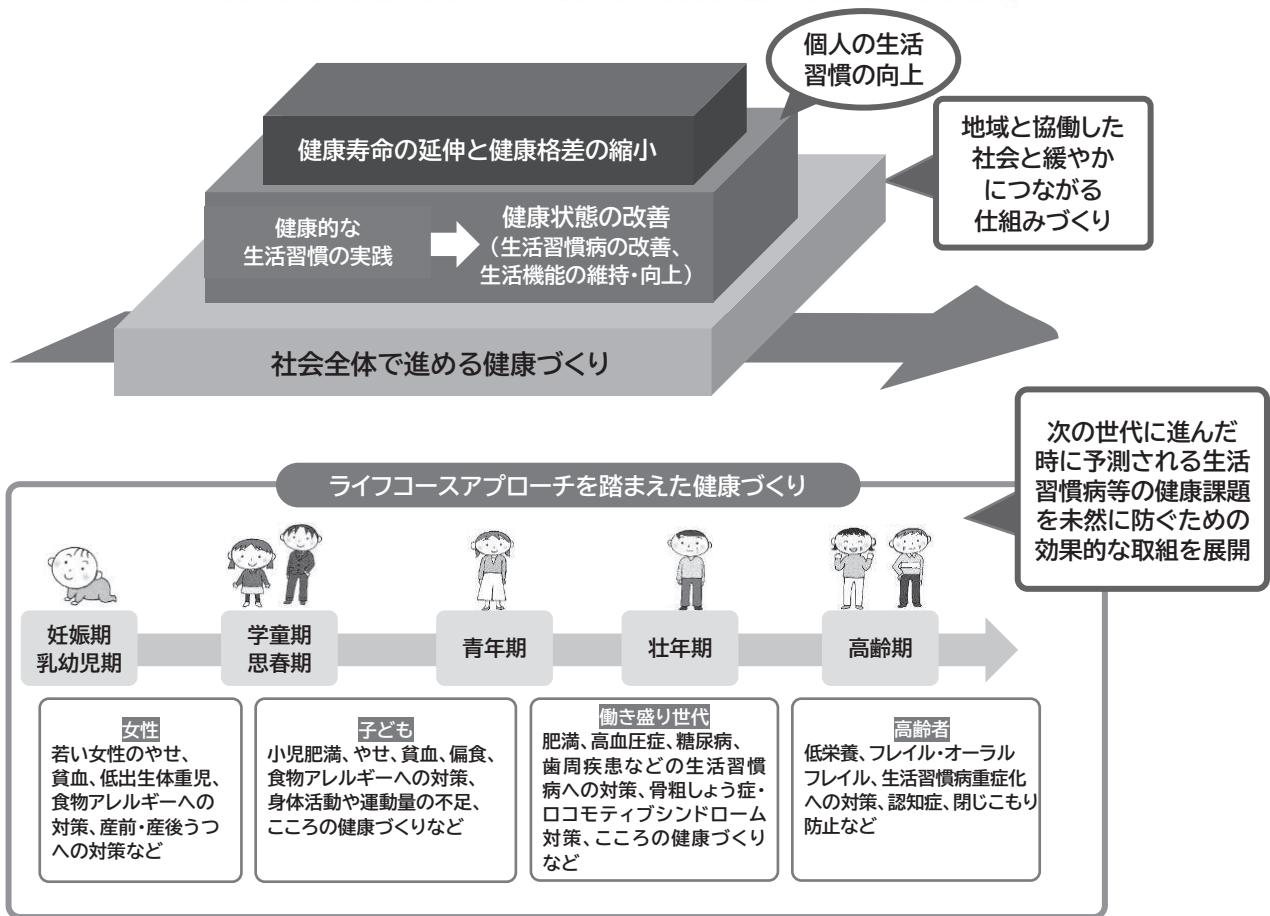 個人の生活
習慣の向上
地域と協働した
社会と緩やか
につながる
仕組みづくり
健康寿命の延伸と健康格差の縮小
健康的な
生活習慣の実践
健康状態の改善
（生活習慣病の改善、
生活機能の維持・向上）
社会全体で進める健康づくり
次の世代に進んだ
時に予測される生活
習慣病等の健康課題
を未然に防ぐための
効果的な取組を展開
ライフコースアプローチを踏まえた健康づくり
妊娠期
乳幼児期
学童期
思春期
青年期
壮年期
高齢期
女性
若い女性のやせ、
貧血、低出生体重児、
食物アレルギーへの
対策、産前・産後うつ
への対策など
子ども
小児肥満、やせ、貧血、偏食、
食物アレルギーへの対策、
身体活動や運動量の不足、
こころの健康づくりなど
働き盛り世代
肥満、高血圧症、糖尿病、
歯周疾患などの生活習慣
病への対策、骨粗しょう症・
ロコモティブシンドローム
対策、こころの健康づくり
など
高齢者
低栄養、フレイル・オーラル
フレイル、生活習慣病重症化
への対策、認知症、閉じこもり
防止など